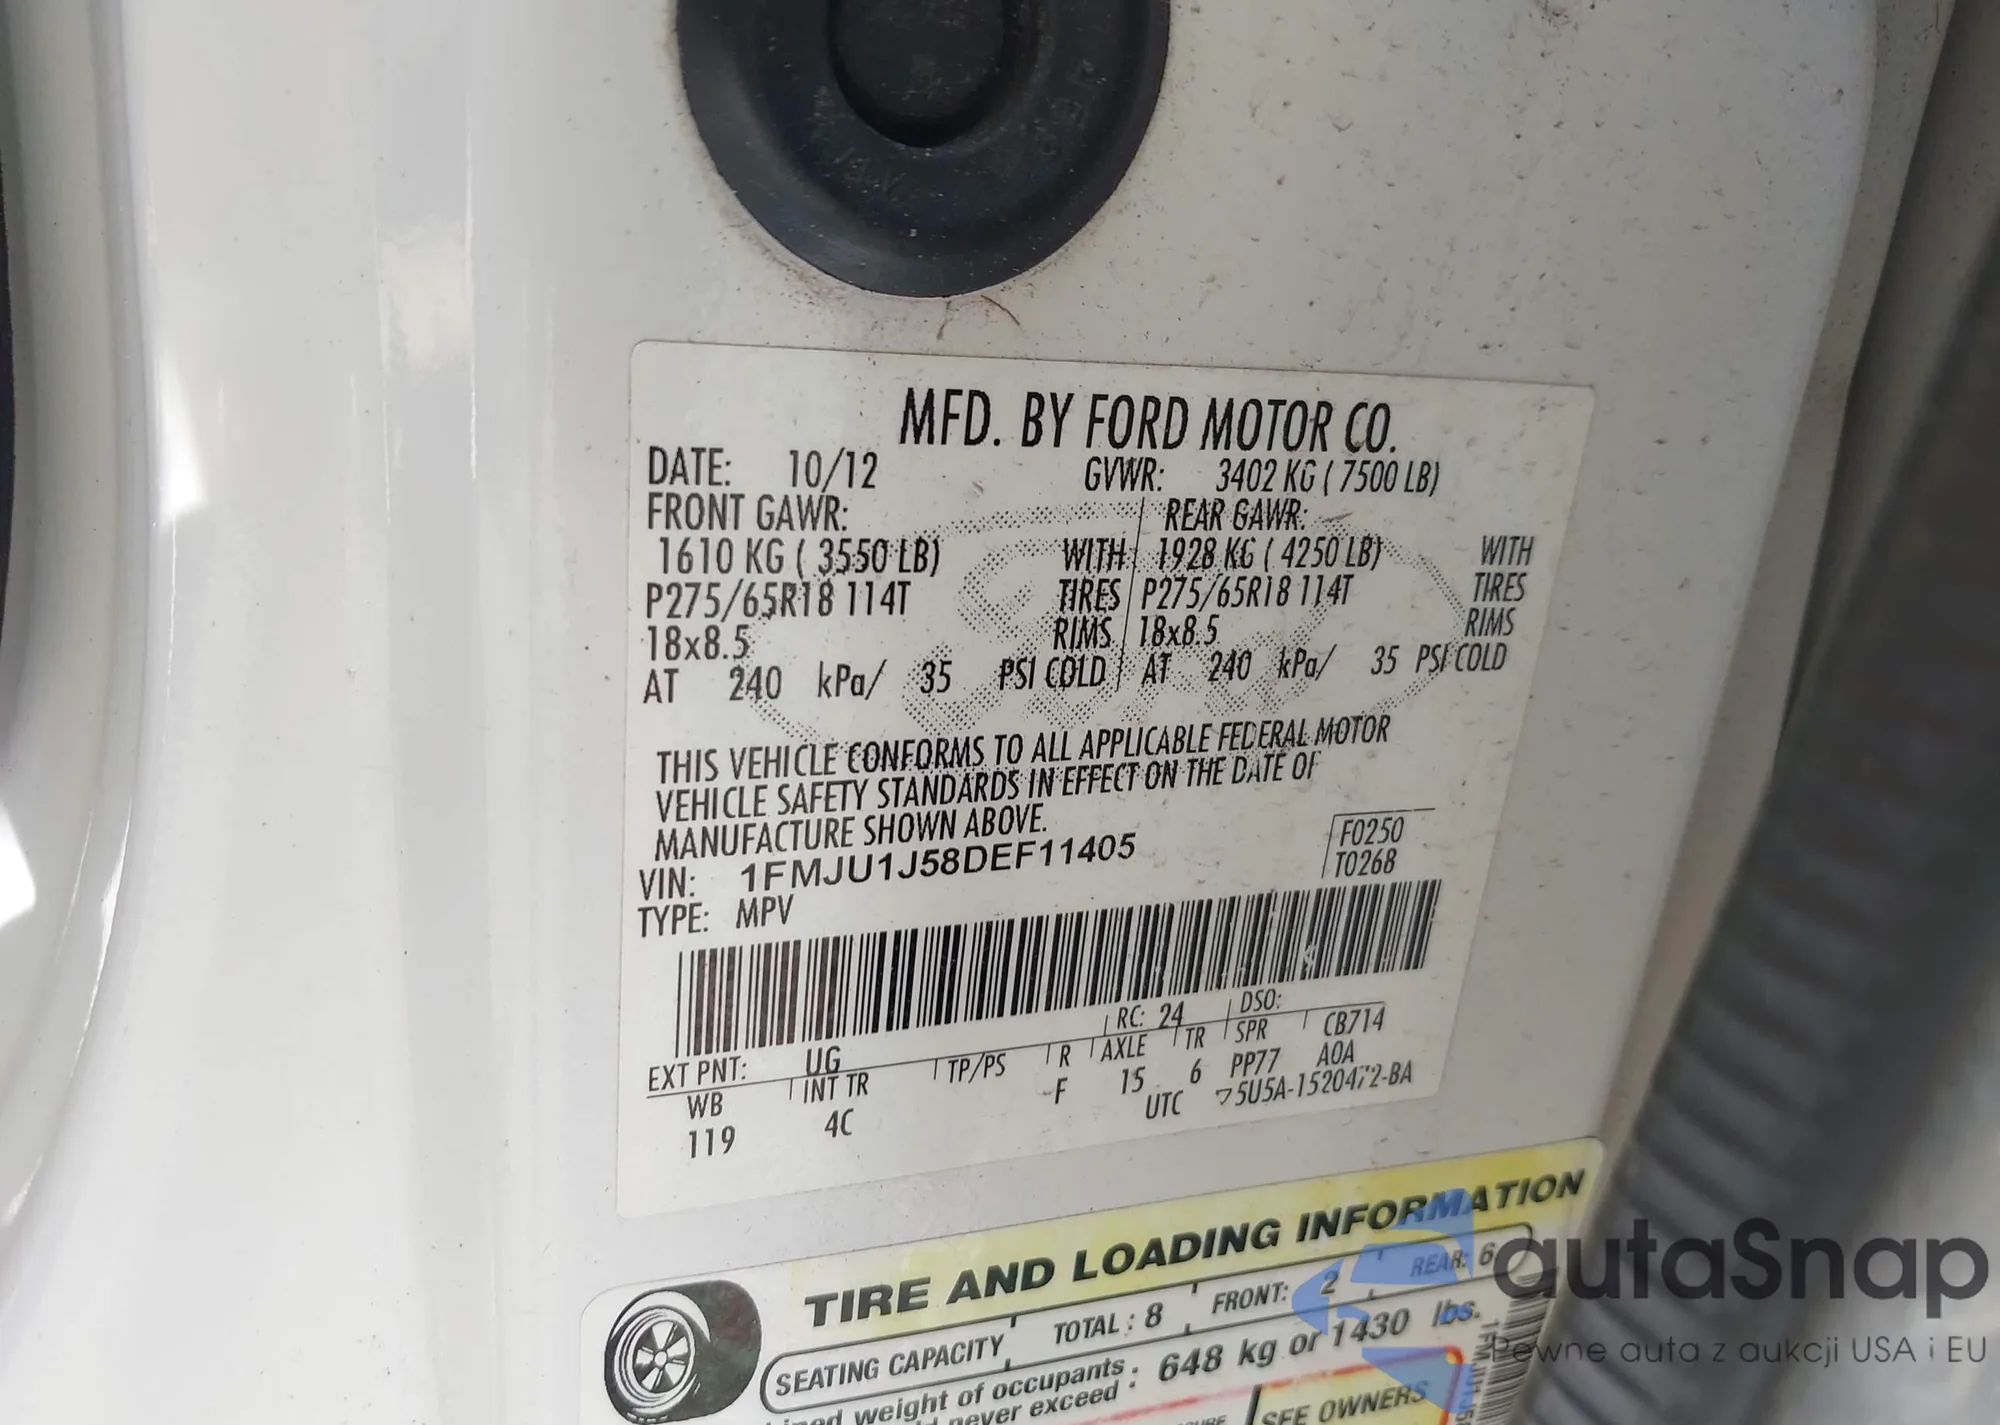 MFD. BY FORD MOTOR CO.
DATE: 10/12 GVWR: 3402 KG ( 7500 LB)
FRONT GAWR: REAR GAWR:
1610 KG ( 3550 LB) WITH 1928 KG ( 4250 LB) WITH
P275/65R18 114T TIRES P275/65R18 114T TIRES
18x8.5 RIMS 18x8.5 RIMS
AT 240 kPa/ 35 PSI COLD AT 240 kPa/ 35 PSI COLD
THIS VEHICLE CONFORMS TO ALL APPLICABLE FEDERAL MOTOR
VEHICLE SAFETY STANDARDS IN EFFECT ON THE DATE OF
MANUFACTURE SHOWN ABOVE.
VIN: 1FMJU1J58DEF11405 F0250
TYPE: MPV T0268
RC: 24 DSO:
EXT PNT: UG CB714
WB INT TR TP/PS R AXLE TR SPR
119 4C F 15 6 PP77 A0A
UTC 5U5A-1520472-BA
TIRE AND LOADING INFORMATION
SEATING CAPACITY TOTAL : 8 FRONT: 2 REAR: 6
weight of occupants : 648 kg or 1430 lbs.
never exceed :
SEE OWNERS
autaSnap
Pewne auta z aukcji USA i EU